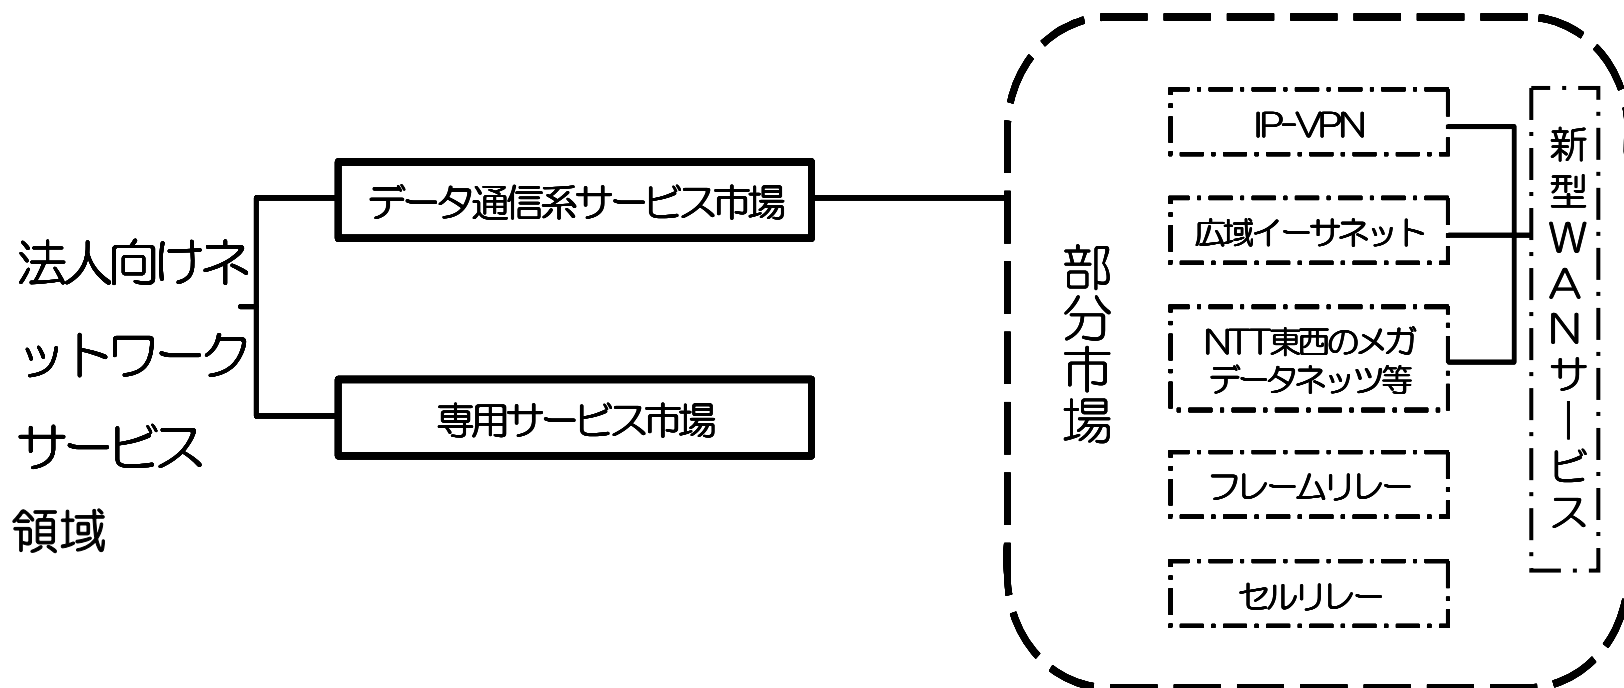 法人向けネ
ットワーク
サービス
領域
データ通信系サービス市場
専用サービス市場
部分市場
IP-VPN
広域イーサネット
NTT東西のメガ
データネッツ等
フレームリレー
セルリレー
新型WANサービス